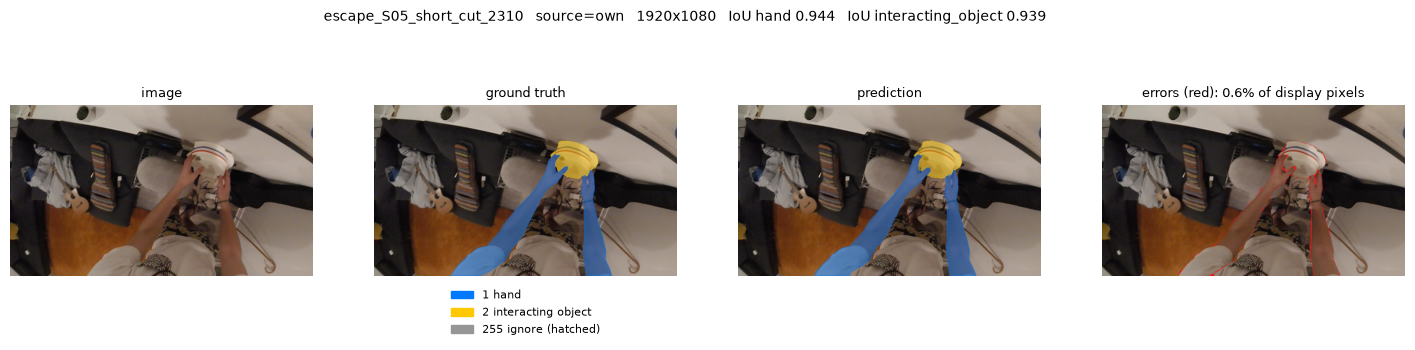 escape_S05_short_cut_2310   source=own   1920x1080   IoU hand 0.944   IoU interacting_object 0.939
image
ground truth
prediction
errors (red): 0.6% of display pixels
1 hand
2 interacting object
255 ignore (hatched)